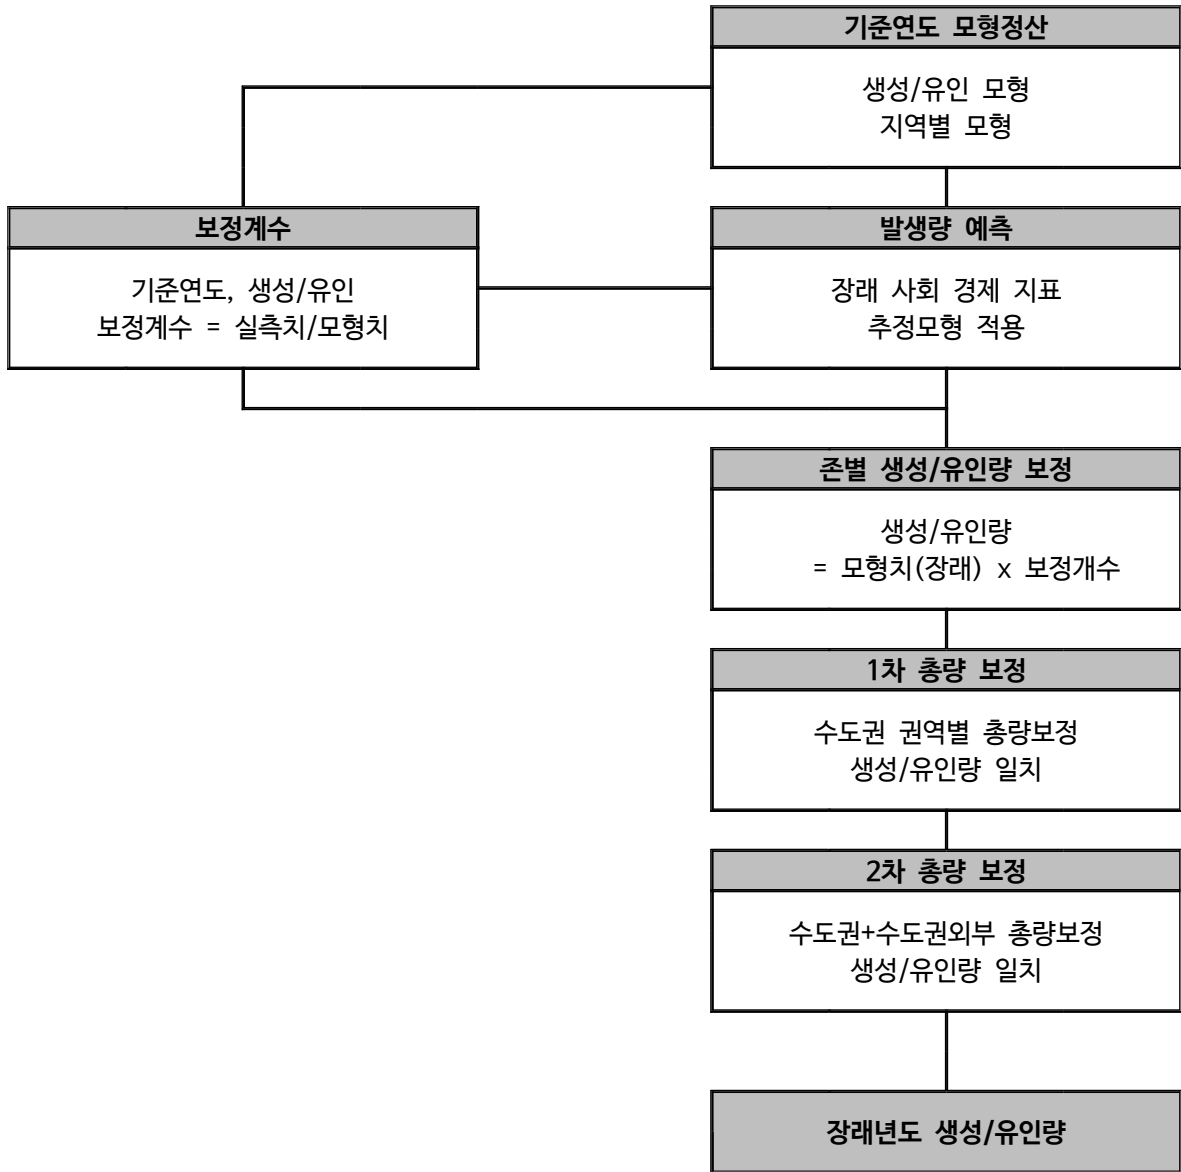 기준연도 모형정산
생성/유인 모형
지역별 모형
보정계수
기준연도, 생성/유인
보정계수 = 실측치/모형치
발생량 예측
장래 사회 경제 지표
추정모형 적용
존별 생성/유인량 보정
생성/유인량
= 모형치(장래) x 보정개수
1차 총량 보정
수도권 권역별 총량보정
생성/유인량 일치
2차 총량 보정
수도권+수도권외부 총량보정
생성/유인량 일치
장래년도 생성/유인량